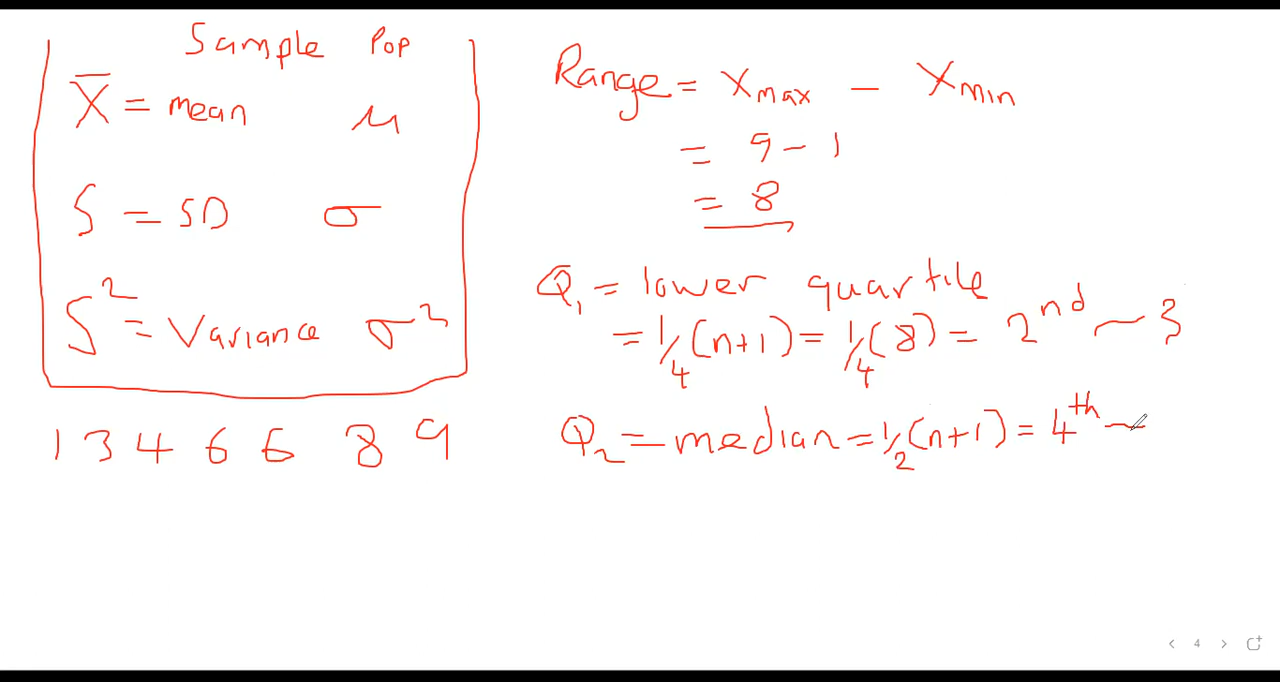 Sample Pop
X̅ = mean μ
S = SD σ
S² = Variance σ²
1 3 4 6 6 8 9
Range = Xmax − Xmin
= 9 − 1
= 8
Q₁ = lower quartile
= 1/4 (n+1) = 1/4 (8) = 2nd ~ 3
Q₂ = median = 1/2 (n+1) = 4th ~
< 4 >